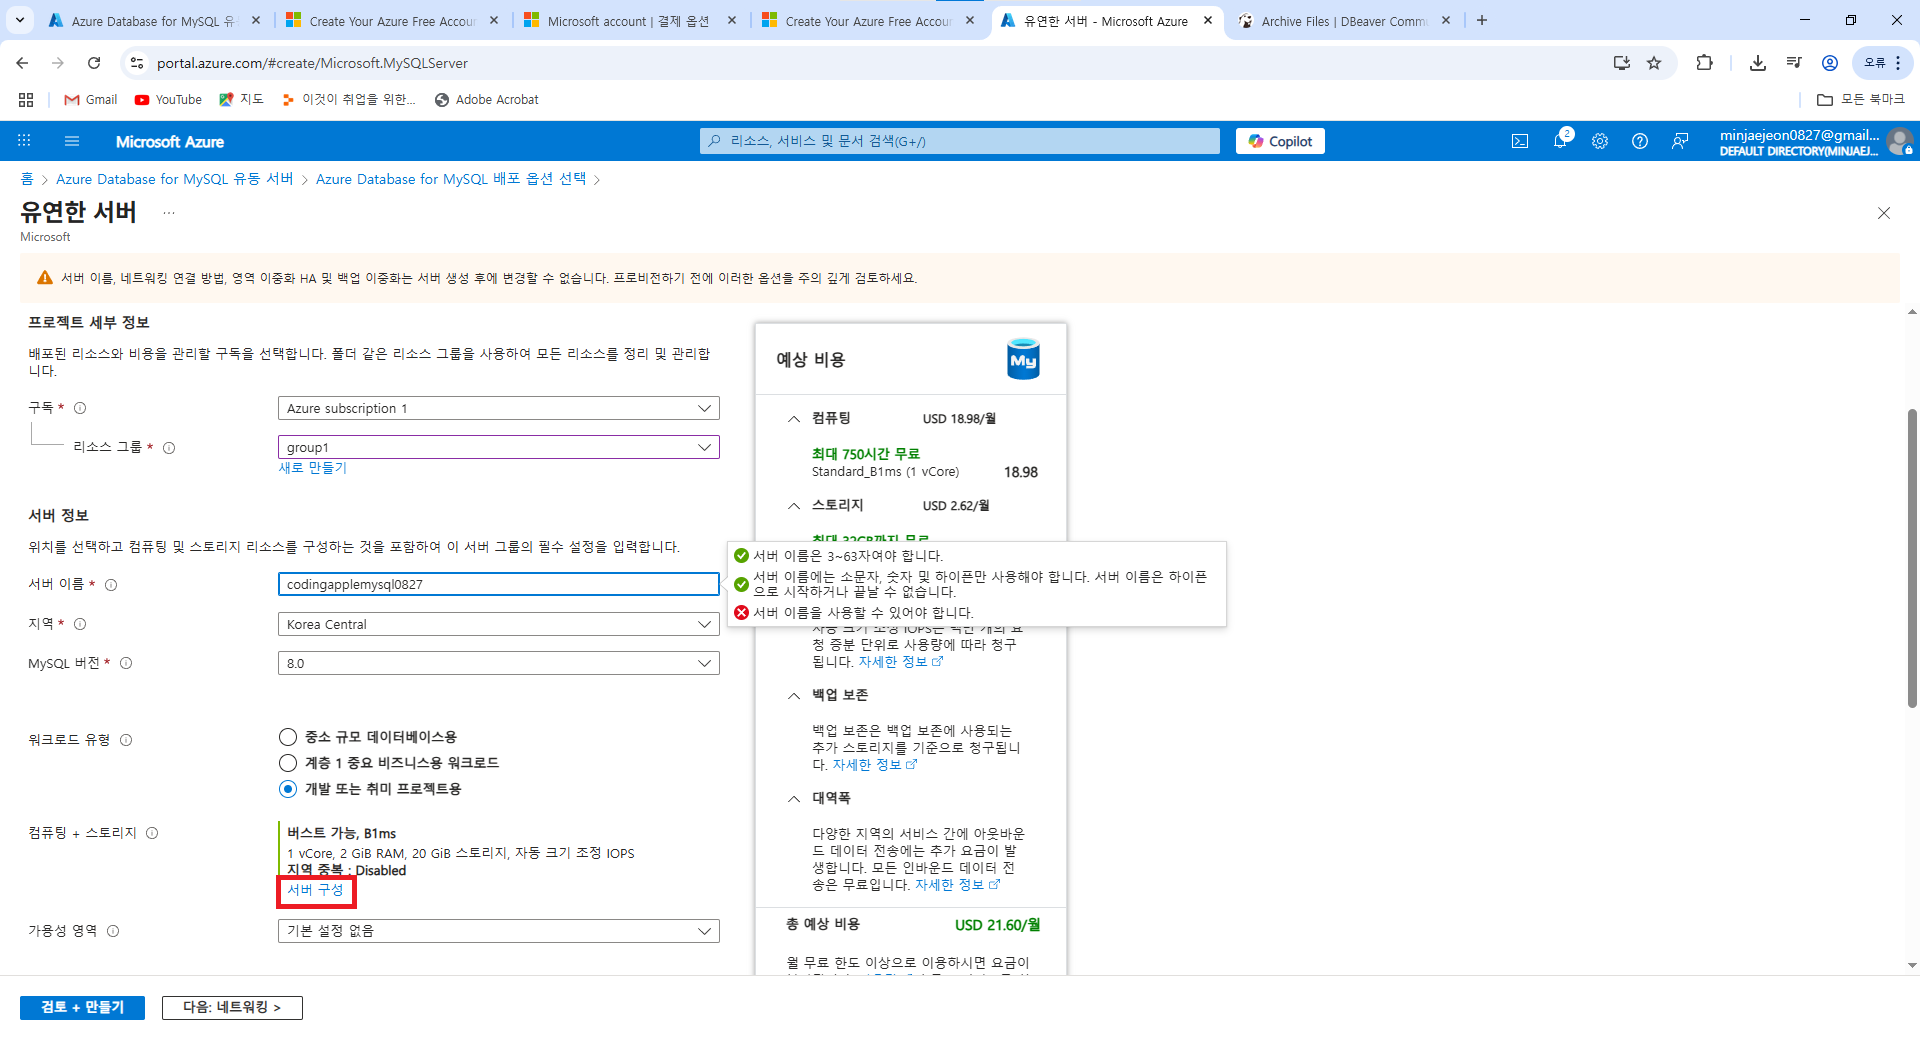 Azure Database for MySQL 유
Create Your Azure Free Accou
Microsoft account | 결제 옵션
Create Your Azure Free Accou
유연한 서버 - Microsoft Azure
Archive Files | DBeaver Commu
portal.azure.com/#create/Microsoft.MySQLServer
오류
Gmail
YouTube
지도
이것이 취업을 위한...
Adobe Acrobat
모든 북마크
Microsoft Azure
리소스, 서비스 및 문서 검색(G+/)
Copilot
2
minjaejeon0827@gmail...
DEFAULT DIRECTORY(MINJAEJ...
홈 > Azure Database for MySQL 유동 서버 > Azure Database for MySQL 배포 옵션 선택 >
유연한 서버 ...
Microsoft
서버 이름, 네트워킹 연결 방법, 영역 이중화 HA 및 백업 이중화는 서버 생성 후에 변경할 수 없습니다. 프로비전하기 전에 이러한 옵션을 주의 깊게 검토하세요.
프로젝트 세부 정보
배포된 리소스와 비용을 관리할 구독을 선택합니다. 폴더 같은 리소스 그룹을 사용하여 모든 리소스를 정리 및 관리합
니다.
구독 *
Azure subscription 1
리소스 그룹 *
group1
새로 만들기
서버 정보
위치를 선택하고 컴퓨팅 및 스토리지 리소스를 구성하는 것을 포함하여 이 서버 그룹의 필수 설정을 입력합니다.
서버 이름 *
codingapplemysql0827
지역 *
Korea Central
MySQL 버전 *
8.0
워크로드 유형
중소 규모 데이터베이스용
계층 1 중요 비즈니스용 워크로드
개발 또는 취미 프로젝트용
컴퓨팅 + 스토리지
버스트 가능, B1ms
1 vCore, 2 GiB RAM, 20 GiB 스토리지, 자동 크기 조정 IOPS
지역 중복 : Disabled
서버 구성
가용성 영역
기본 설정 없음
예상 비용
My
컴퓨팅
USD 18.98/월
최대 750시간 무료
Standard_B1ms (1 vCore)
18.98
스토리지
USD 2.62/월
최대 32GB까지 무료
서버 이름은 3~63자여야 합니다.
서버 이름에는 소문자, 숫자 및 하이픈만 사용해야 합니다. 서버 이름은 하이픈
으로 시작하거나 끝날 수 없습니다.
서버 이름을 사용할 수 있어야 합니다.
자동 크기 조정 IOPS는 백만 개의 요
청 증분 단위로 사용량에 따라 청구
됩니다. 자세한 정보
백업 보존
백업 보존은 백업 보존에 사용되는
추가 스토리지를 기준으로 청구됩니
다. 자세한 정보
대역폭
다양한 지역의 서비스 간에 아웃바운
드 데이터 전송에는 추가 요금이 발
생합니다. 모든 인바운드 데이터 전
송은 무료입니다. 자세한 정보
총 예상 비용
USD 21.60/월
월 무료 한도 이상으로 이용하시면 요금이
검토 + 만들기
다음: 네트워킹 >